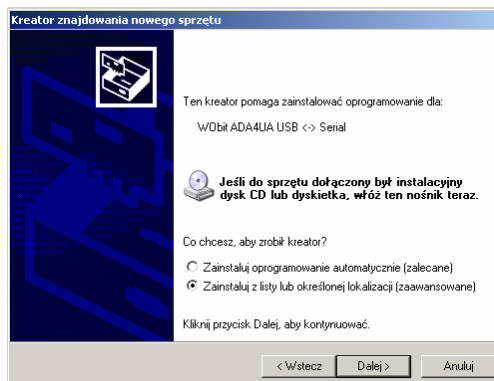 Kreator znajdowania nowego sprzętu
Ten kreator pomaga zainstalować oprogramowanie dla:
WObit ADA4UA USB <-> Serial
Jeśli do sprzętu dołączony był instalacyjny
dysk CD lub dyskietka, włóż ten nośnik teraz.
Co chcesz, aby zrobił kreator?
Zainstaluj oprogramowanie automatycznie (zalecane)
Zainstaluj z listy lub określonej lokalizacji (zaawansowane)
Kliknij przycisk Dalej, aby kontynuować.
< Wstecz Dalej > Anuluj